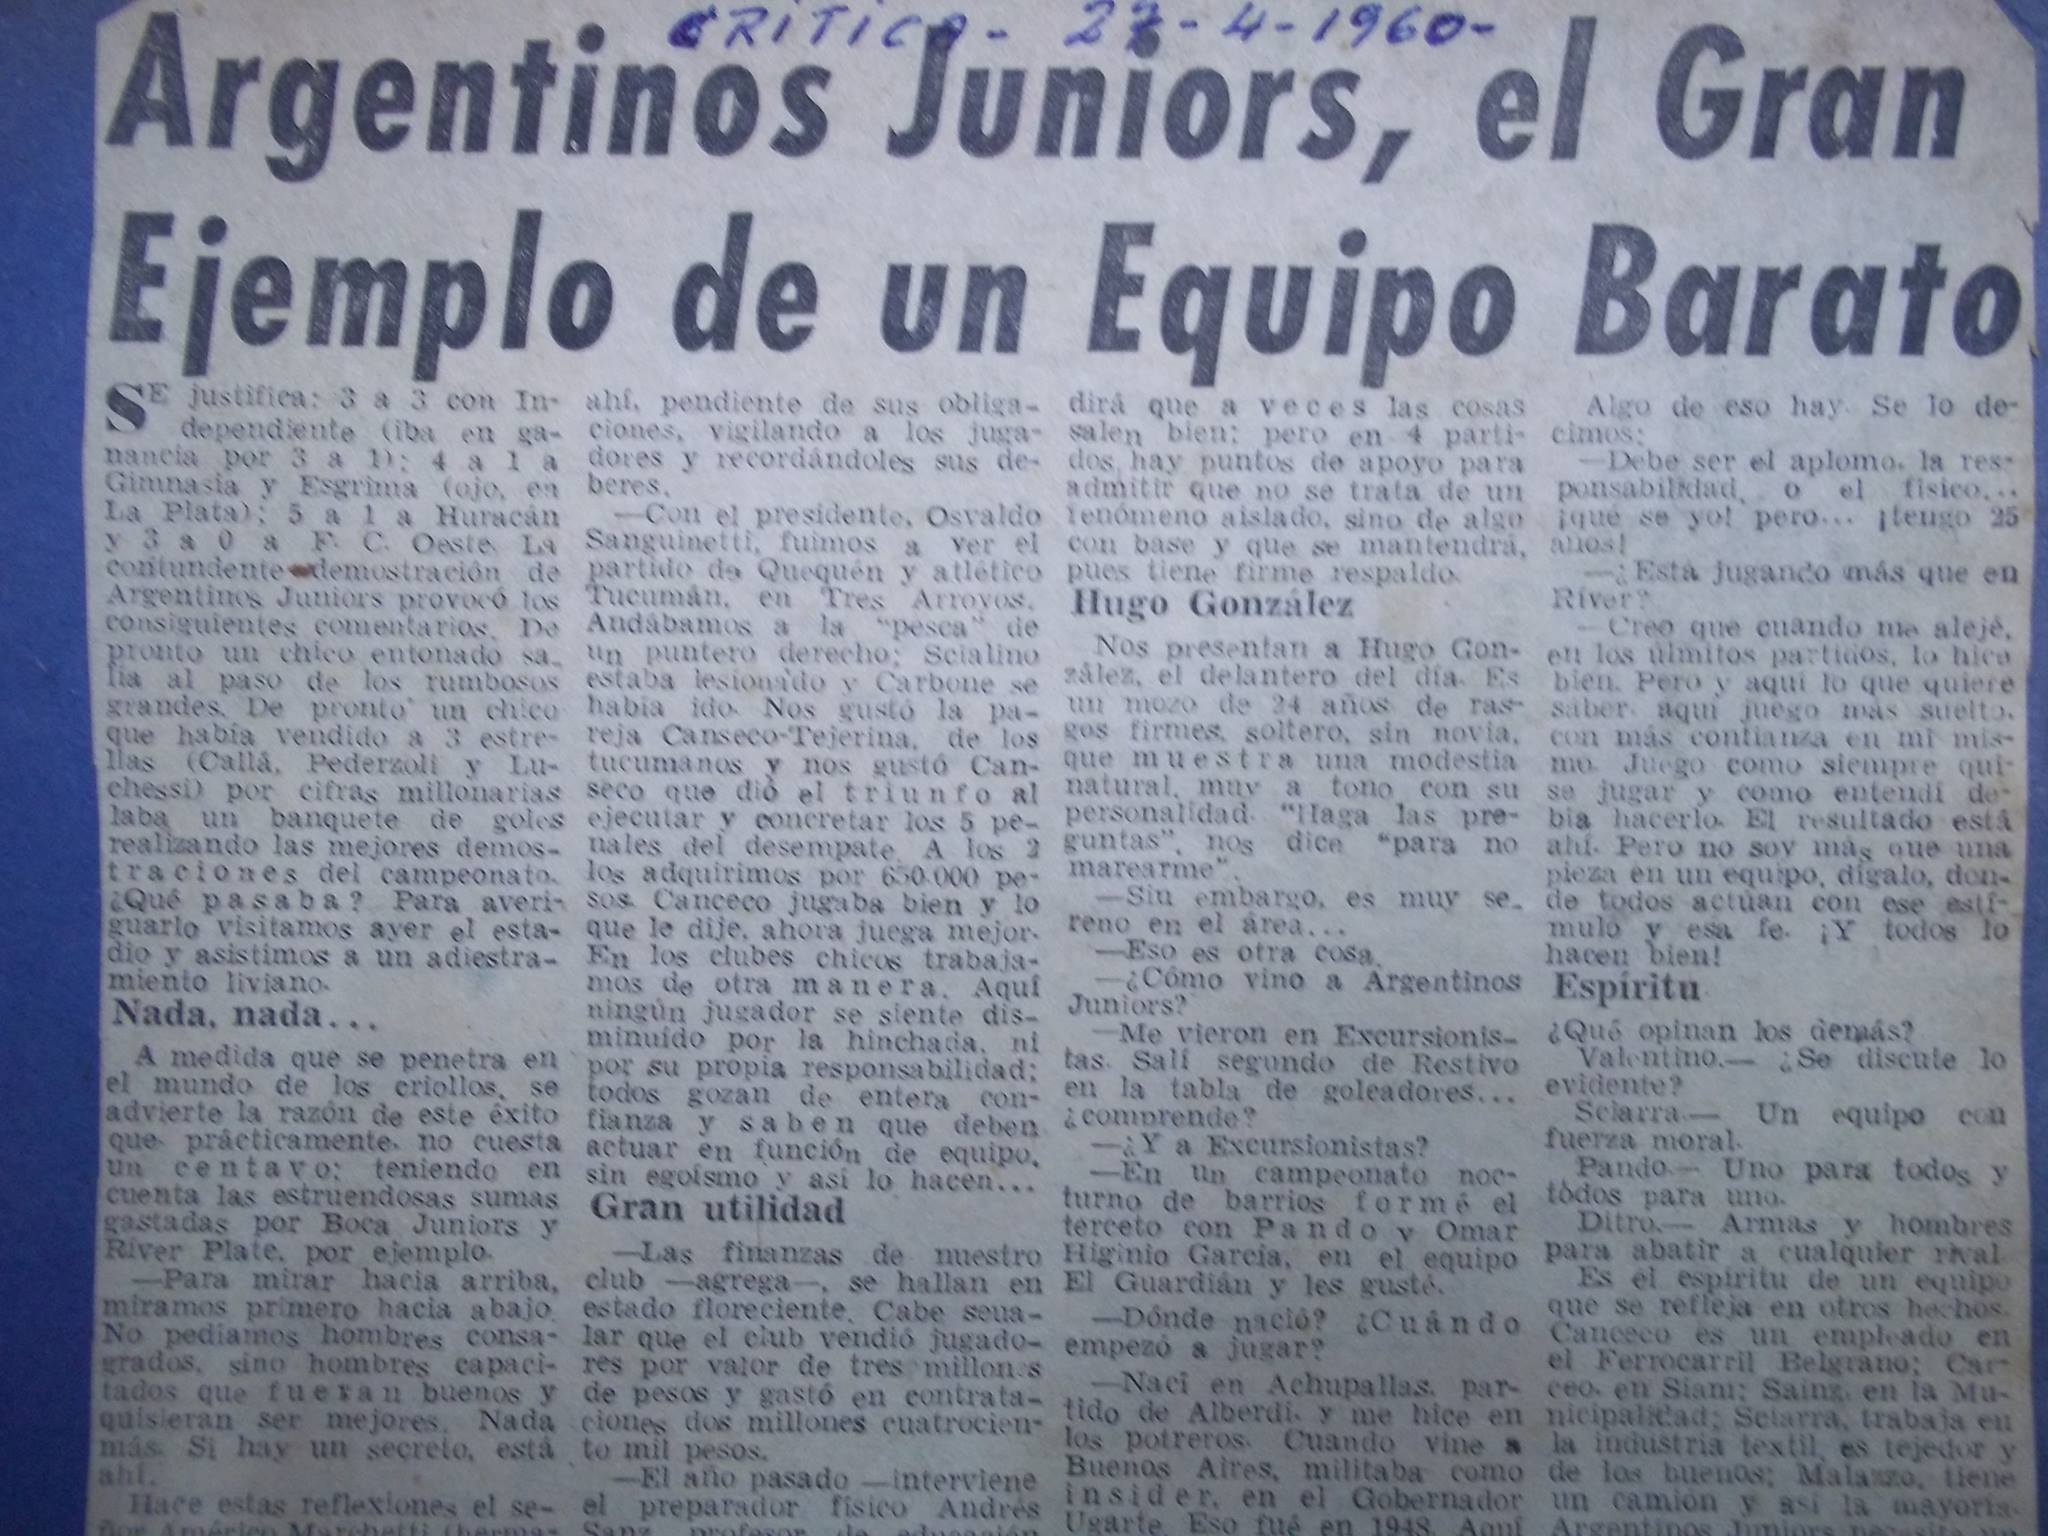 CRÍTICA - 27-4-1960-
Argentinos Juniors, el Gran
Ejemplo de un Equipo Barato
SE justifica: 3 a 3 con In-
dependiente (iba en ga-
nancia por 3 a 1); 4 a 1 a
Gimnasia y Esgrima (ojo, en
La Plata); 5 a 1 a Huracán
y 3 a 0 a F. C. Oeste. La
contundente demostración de
Argentinos Juniors provocó los
consiguientes comentarios. De
pronto un chico entonado sa-
lía al paso de los rumbosos
grandes. De pronto un chico
que había vendido a 3 estre-
llas (Callá, Pederzoli y Lu-
chessi) por cifras millonarias
laba un banquete de goles
realizando las mejores demos-
traciones del campeonato.
¿Qué pasaba? Para averi-
guarlo visitamos ayer el esta-
dio y asistimos a un adiestra-
miento liviano.
Nada, nada...
A medida que se penetra en
el mundo de los criollos, se
advierte la razón de este éxito
que, prácticamente, no cuesta
un centavo; teniendo en
cuenta las estruendosas sumas
gastadas por Boca Juniors y
River Plate, por ejemplo.
—Para mirar hacia arriba,
miramos primero hacia abajo.
No pedíamos hombres consa-
grados, sino hombres capaci-
tados que fueran buenos y
quisieran ser mejores. Nada
más. Si hay un secreto, está
ahí.
Hace estas reflexiones el se-
ñor Américo Marchetti (herma-
ahí, pendiente de sus obliga-
ciones, vigilando a los juga-
dores y recordándoles sus de-
beres.
—Con el presidente, Osvaldo
Sanguinetti, fuimos a ver el
partido de Quequén y atlético
Tucumán, en Tres Arroyos.
Andábamos a la "pesca" de
un puntero derecho; Scialino
estaba lesionado y Carbone se
había ido. Nos gustó la pa-
reja Canseco-Tejerina, de los
tucumanos y nos gustó Can-
seco que dió el triunfo al
ejecutar y concretar los 5 pe-
nales del desempate. A los 2
los adquirimos por 650.000 pe-
sos. Canceco jugaba bien y lo
que le dije, ahora juega mejor.
En los clubes chicos trabaja-
mos de otra manera. Aquí
ningún jugador se siente dis-
minuído por la hinchada, ni
por su propia responsabilidad;
todos gozan de entera con-
fianza y saben que deben
actuar en función de equipo,
sin egoísmo y así lo hacen...
Gran utilidad
—Las finanzas de nuestro
club —agrega—, se hallan en
estado floreciente. Cabe seua-
lar que el club vendió jugado-
res por valor de tres millones
de pesos y gastó en contrata-
ciones dos millones cuatrocien-
to mil pesos.
—El año pasado —interviene
el preparador físico Andrés
Sanz, profesor de educación
dirá que a veces las cosas
salen bien; pero en 4 parti-
dos hay puntos de apoyo para
admitir que no se trata de un
fenómeno aislado, sino de algo
con base y que se mantendrá,
pues tiene firme respaldo.
Hugo González
Nos presentan a Hugo Gon-
zález, el delantero del día. Es
un mozo de 24 años de ras-
gos firmes, soltero, sin novia,
que muestra una modestia
natural, muy a tono con su
personalidad. "Haga las pre-
guntas", nos dice "para no
marearme".
—Sin embargo, es muy se-
reno en el área...
—Eso es otra cosa.
—¿Cómo vino a Argentinos
Juniors?
—Me vieron en Excursionis-
tas. Salí segundo de Restivo
en la tabla de goleadores...
¿comprende?
—¿Y a Excursionistas?
—En un campeonato noc-
turno de barrios formé el
terceto con Pando y Omar
Higinio García, en el equipo
El Guardián y les gusté.
—Dónde nació? ¿Cuándo
empezó a jugar?
—Nací en Achupallas, par-
tido de Alberdi, y me hice en
los potreros. Cuando vine a
Buenos Aires, militaba como
insider, en el Gobernador
Ugarte. Eso fué en 1948. Aquí
Algo de eso hay. Se lo de-
cimos:
—Debe ser el aplomo, la res-
ponsabilidad, o el físico...
¡qué se yo! pero... ¡tengo 25
años!
—¿Está jugando más que en
River?
—Creo que cuando me alejé,
en los úlmitos partidos, lo hice
bien. Pero y aquí lo que quiere
saber, aquí juego más suelto,
con más confianza en mí mis-
mo. Juego como siempre qui-
se jugar y como entendí de-
bía hacerlo. El resultado está
ahí. Pero no soy más que una
pieza en un equipo, dígalo, don-
de todos actúan con ese estí-
mulo y esa fe. ¡Y todos lo
hacen bien!
Espíritu
¿Qué opinan los demás?
Valentino.— ¿Se discute lo
evidente?
Sciarra.— Un equipo con
fuerza moral.
Pando.— Uno para todos y
todos para uno.
Ditro.— Armas y hombres
para abatir a cualquier rival.
Es el espíritu de un equipo
que se refleja en otros hechos.
Canceco es un empleado en
el Ferrocarril Belgrano; Car-
ceo, en Siam; Sainz, en la Mu-
nicipalidad; Sciarra, trabaja en
la industria textil, es tejedor y
de los buenos; Malazzo, tiene
un camión y así la mayoría.
Argentinos Juniors